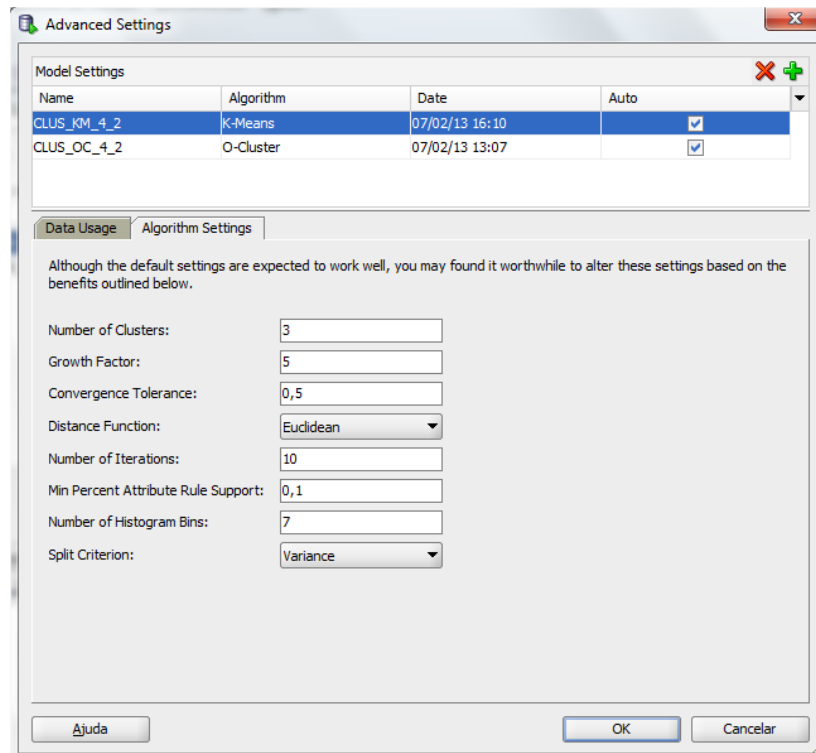 Advanced Settings
Model Settings
Name Algorithm Date Auto
CLUS_KM_4_2 K-Means 07/02/13 16:10
CLUS_OC_4_2 O-Cluster 07/02/13 13:07
Data Usage Algorithm Settings
Although the default settings are expected to work well, you may found it worthwhile to alter these settings based on the
benefits outlined below.
Number of Clusters: 3
Growth Factor: 5
Convergence Tolerance: 0,5
Distance Function: Euclidean
Number of Iterations: 10
Min Percent Attribute Rule Support: 0,1
Number of Histogram Bins: 7
Split Criterion: Variance
Ajuda OK Cancelar